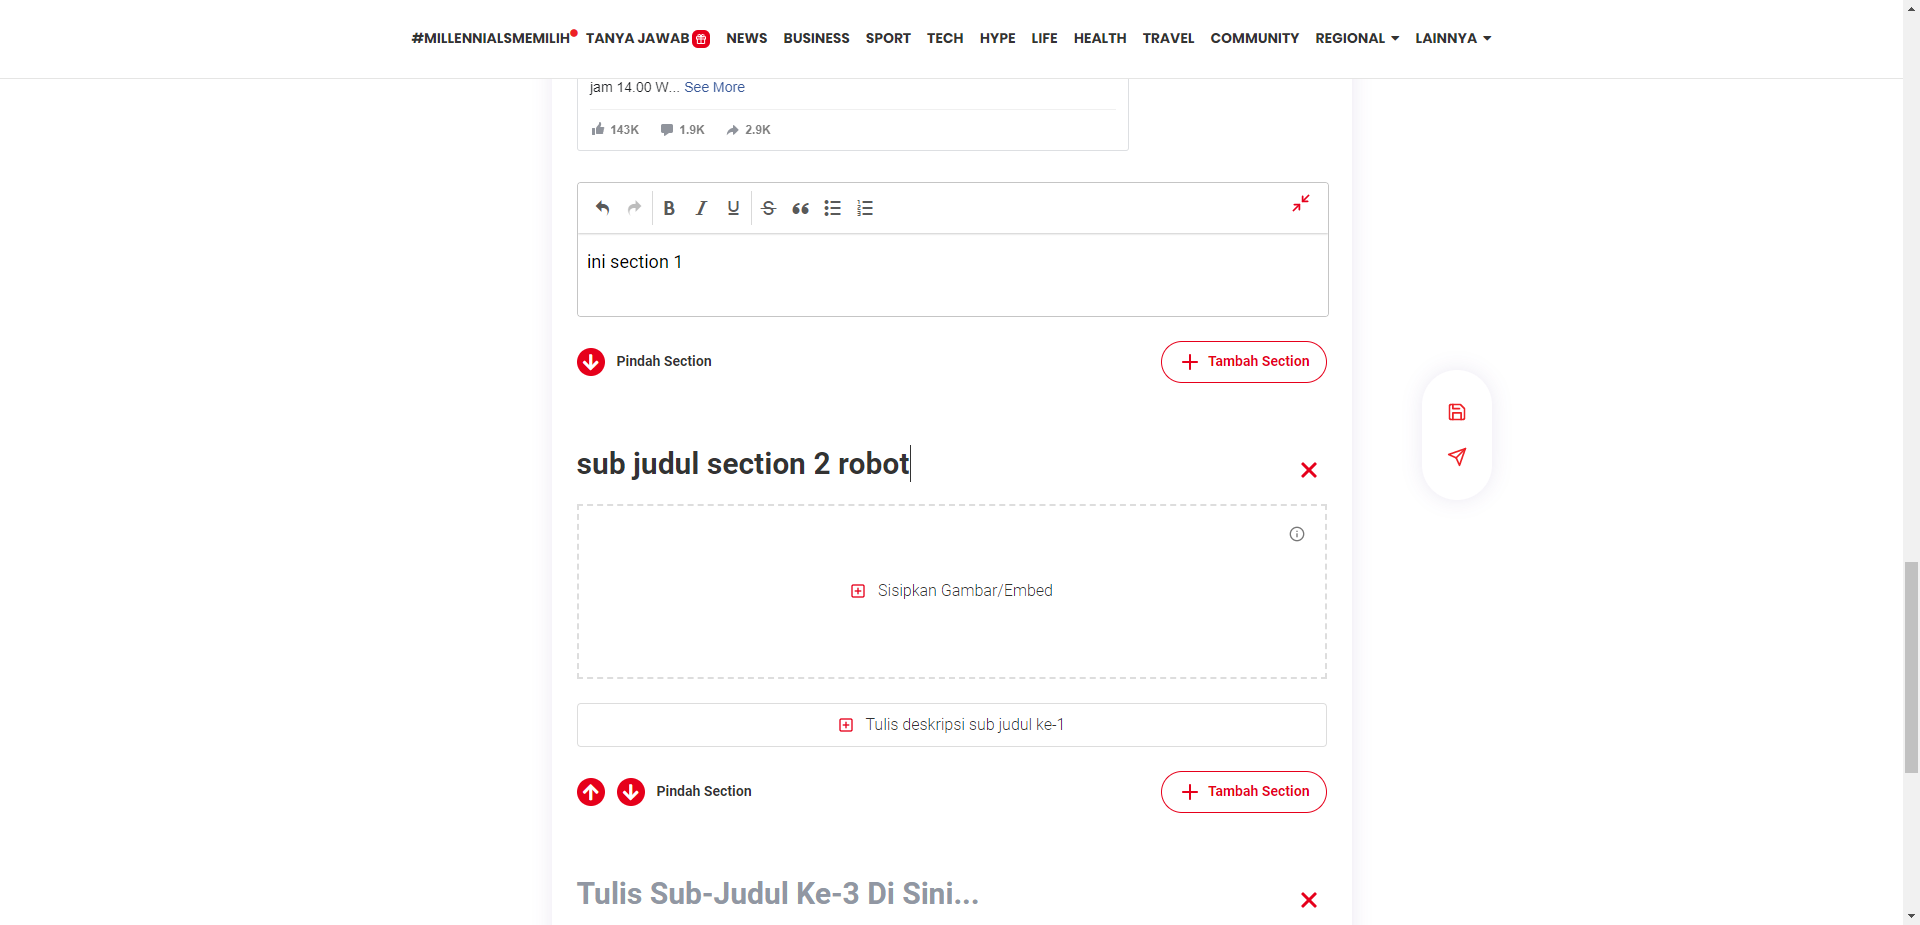 #MILLENNIALSMEMILIH TANYA JAWAB NEWS BUSINESS SPORT TECH HYPE LIFE HEALTH TRAVEL COMMUNITY REGIONAL LAINNYA
jam 14.00 W... See More
143K 1.9K 2.9K
B I U S
ini section 1
Pindah Section
Tambah Section
sub judul section 2 robot
Sisipkan Gambar/Embed
Tulis deskripsi sub judul ke-1
Pindah Section
Tambah Section
Tulis Sub-Judul Ke-3 Di Sini...